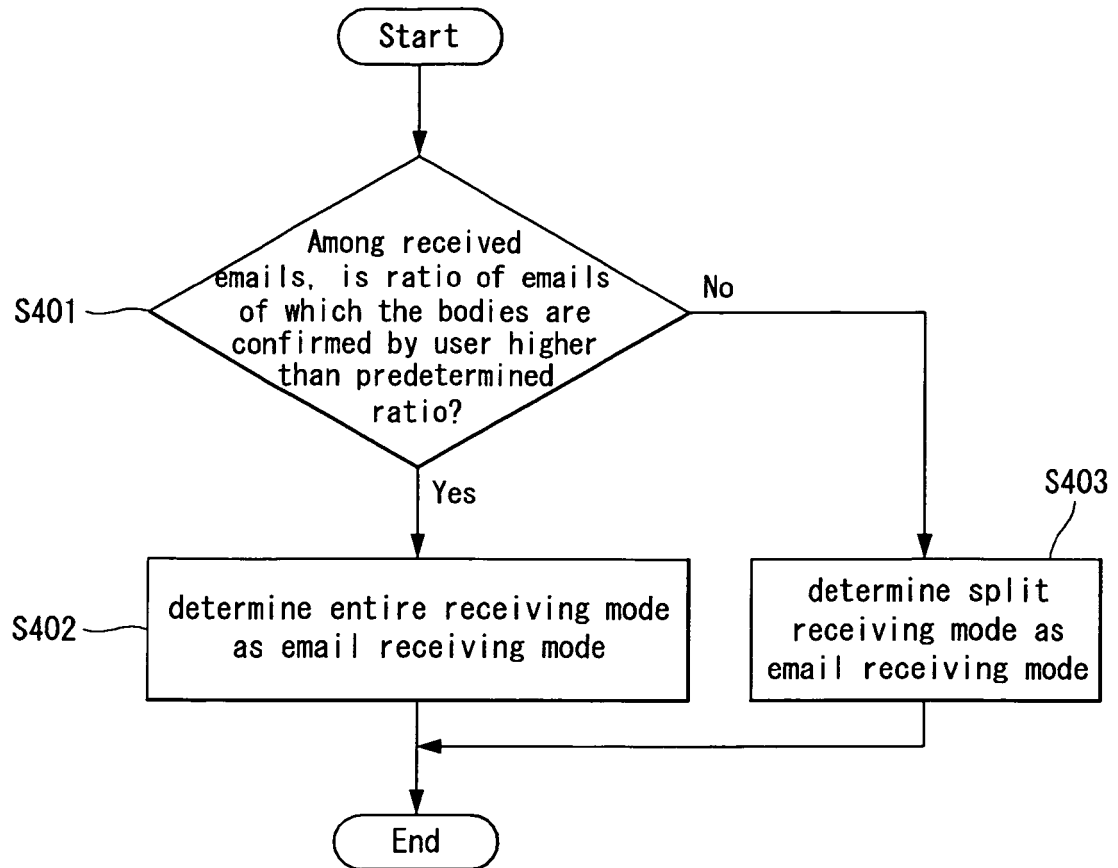 Start
Among received
emails, is ratio of emails
of which the bodies are
confirmed by user higher
than predetermined
ratio?
S401
No
Yes
S403
S402
determine entire receiving mode
as email receiving mode
determine split
receiving mode as
email receiving mode
End